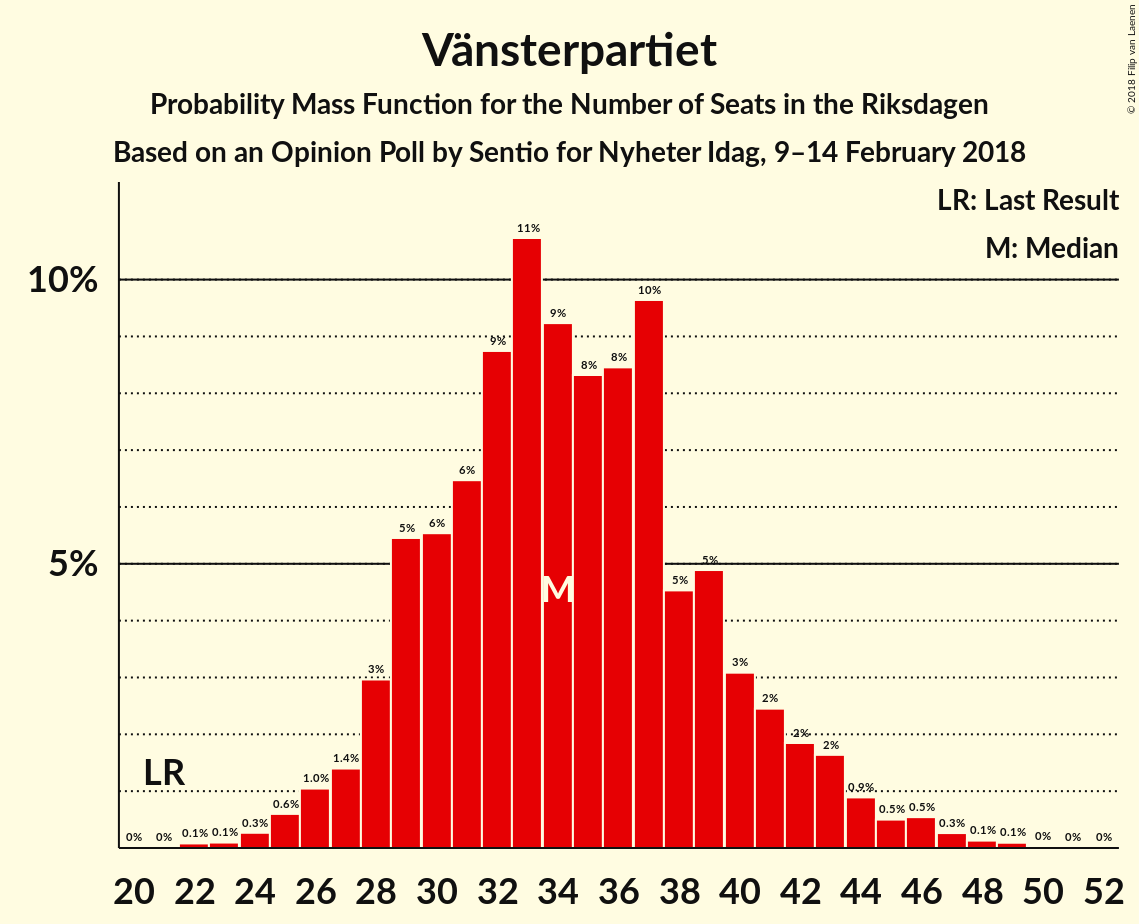 Vänsterpartiet
Probability Mass Function for the Number of Seats in the Riksdagen
Based on an Opinion Poll by Sentio for Nyheter Idag, 9–14 February 2018
© 2018 Filip van Laenen
LR: Last Result
M: Median
10%
5%
LR
M
0% 0% 0.1% 0.1% 0.3% 0.6% 1.0% 1.4% 3% 5% 6% 6% 9% 11% 9% 8% 8% 10% 5% 5% 3% 2% 2% 2% 0.9% 0.5% 0.5% 0.3% 0.1% 0.1% 0% 0% 0%
20 22 24 26 28 30 32 34 36 38 40 42 44 46 48 50 52